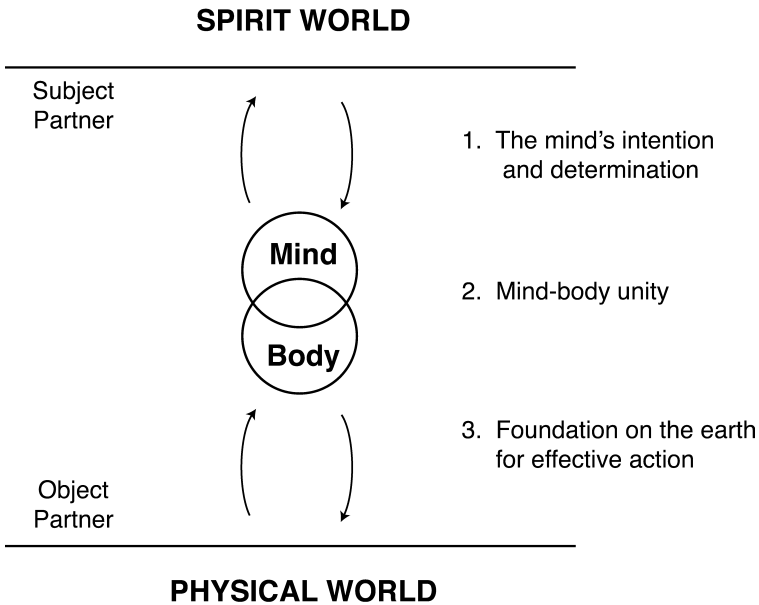 SPIRIT WORLD
Subject
Partner
1. The mind’s intention
and determination
Mind
2. Mind-body unity
Body
3. Foundation on the earth
for effective action
Object
Partner
PHYSICAL WORLD